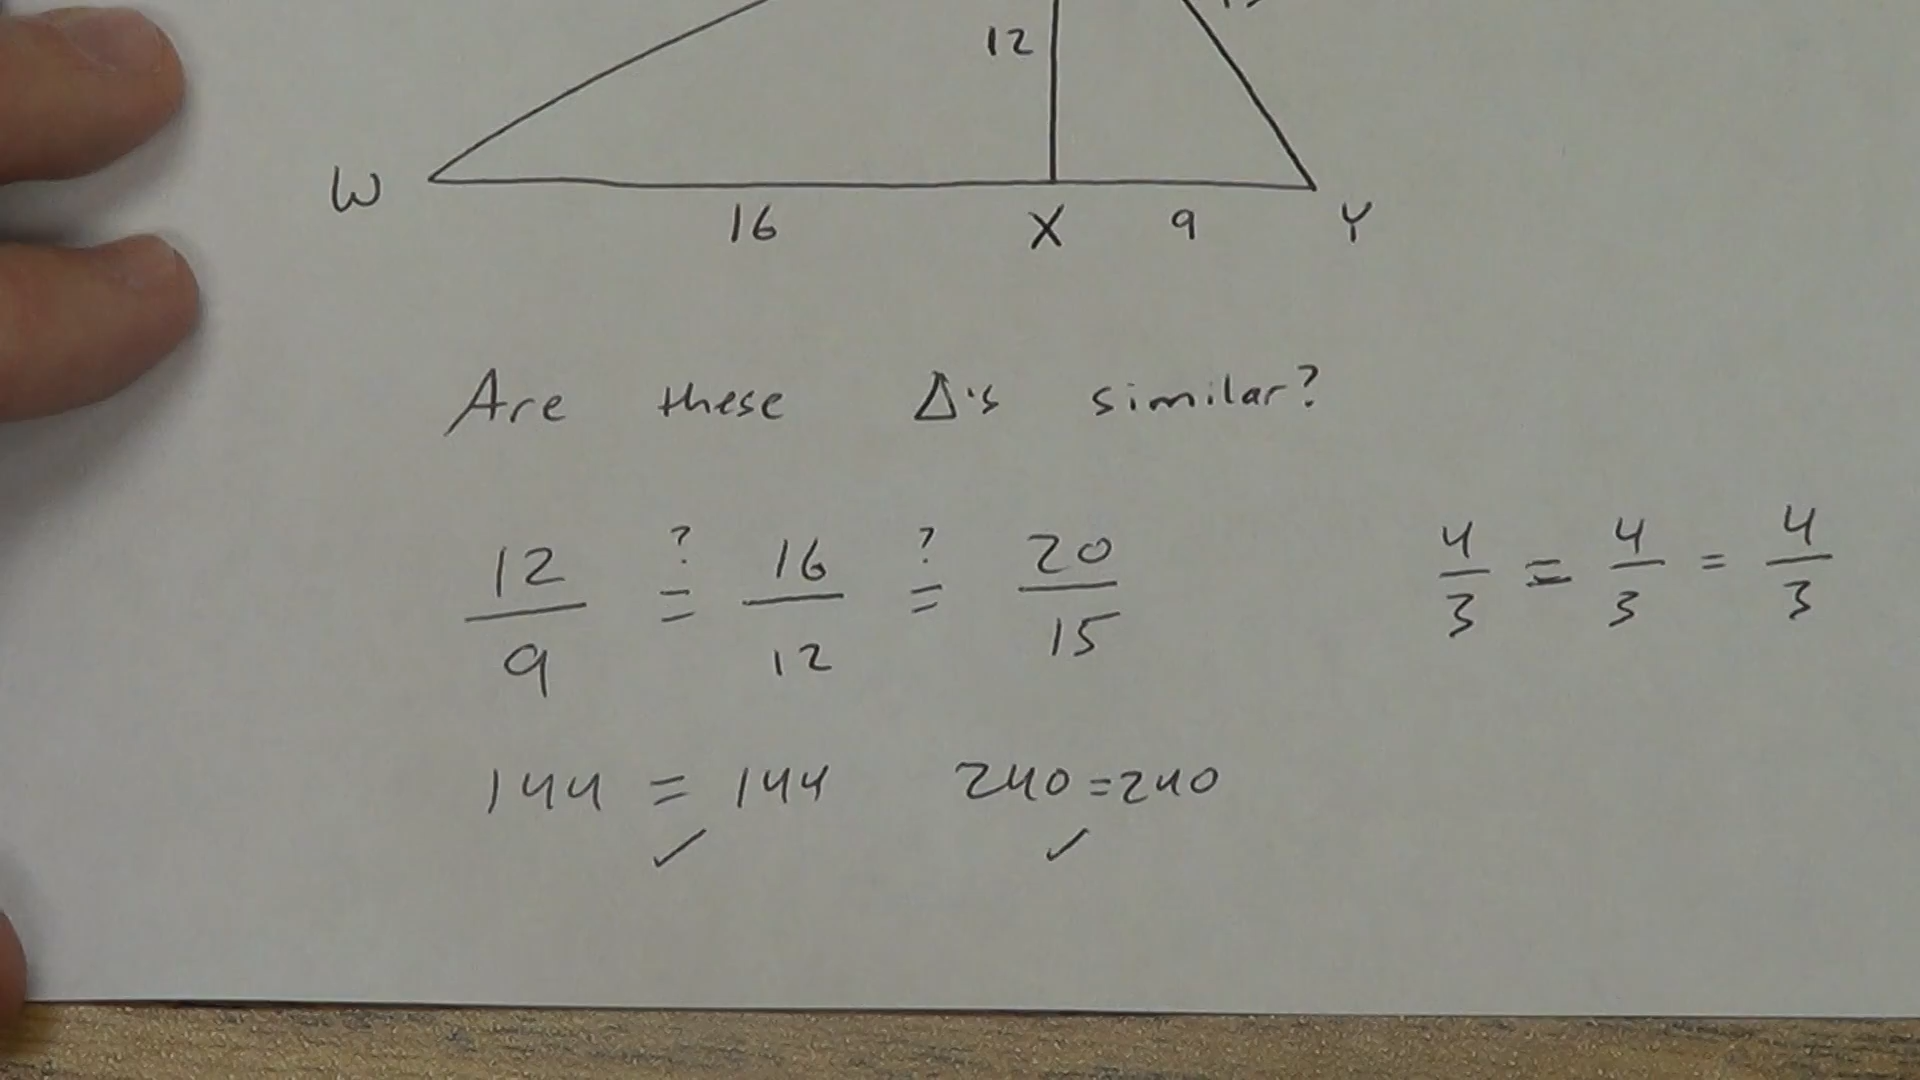 12
W 16 X 9 Y
Are these Δ's similar?
12/9 ?= 16/12 ?= 20/15 4/3 = 4/3 = 4/3
144 = 144 240 = 240
✓ ✓